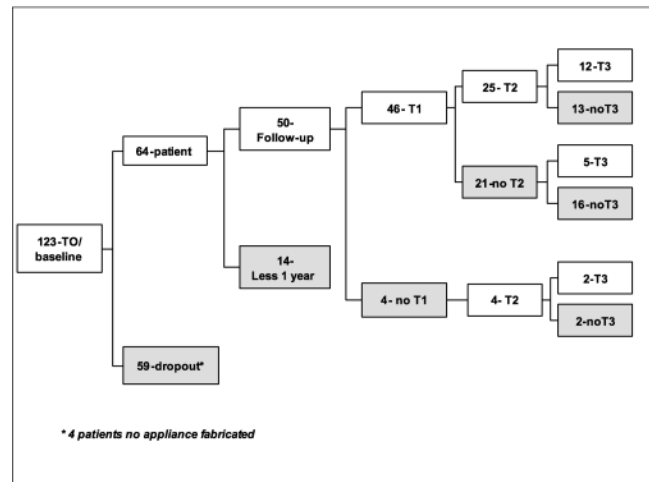 123-TO/
baseline
64-patient
59-dropout*
50-
Follow-up
14-
Less 1 year
46- T1
4- no T1
25- T2
21-no T2
4- T2
12-T3
13-noT3
5-T3
16-noT3
2-T3
2-noT3
* 4 patients no appliance fabricated